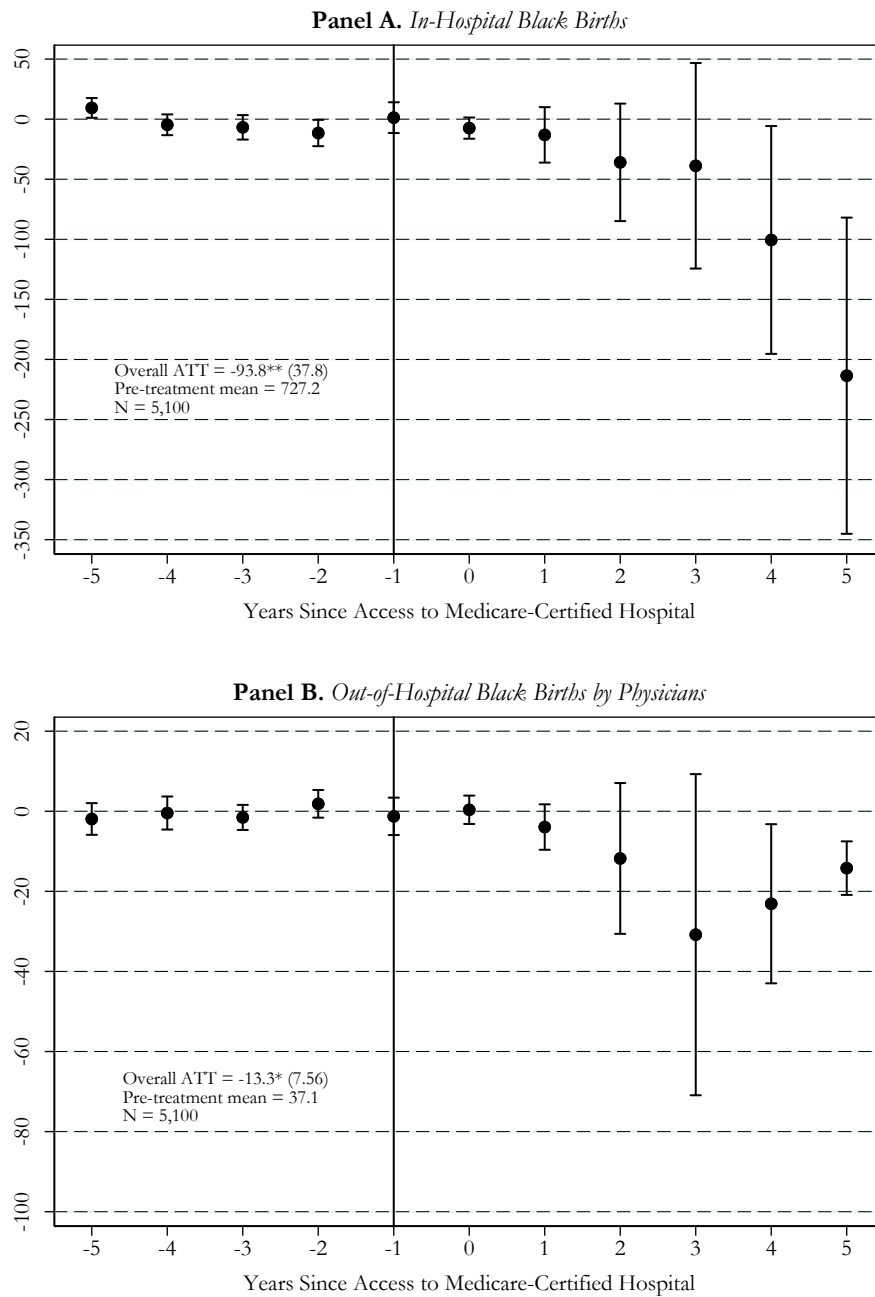 Panel A. In-Hospital Black Births
50
0
-50
-100
-150
-200
-250
-300
-350
Overall ATT = -93.8** (37.8)
Pre-treatment mean = 727.2
N = 5,100
-5 -4 -3 -2 -1 0 1 2 3 4 5
Years Since Access to Medicare-Certified Hospital
Panel B. Out-of-Hospital Black Births by Physicians
20
0
-20
-40
-60
-80
-100
Overall ATT = -13.3* (7.56)
Pre-treatment mean = 37.1
N = 5,100
-5 -4 -3 -2 -1 0 1 2 3 4 5
Years Since Access to Medicare-Certified Hospital